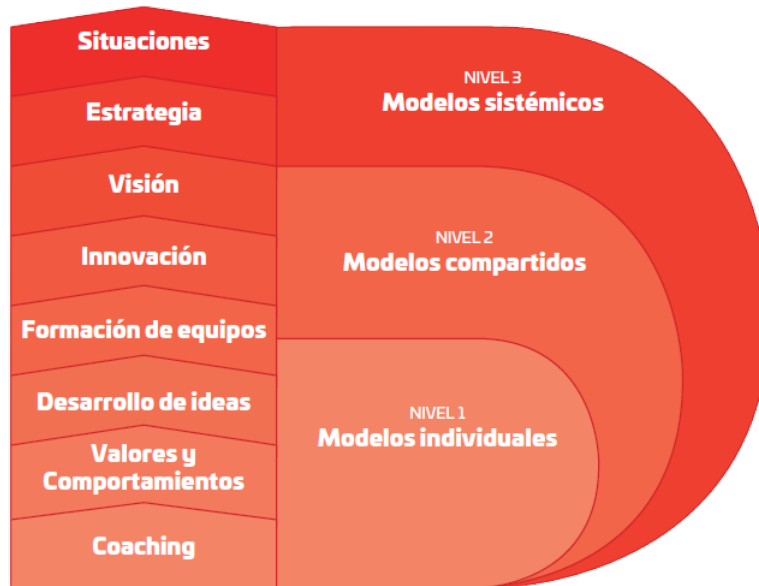 Situaciones
Estrategia
Visión
Innovación
Formación de equipos
Desarrollo de ideas
Valores y
Comportamientos
Coaching
NIVEL 3
Modelos sistémicos
NIVEL 2
Modelos compartidos
NIVEL 1
Modelos individuales